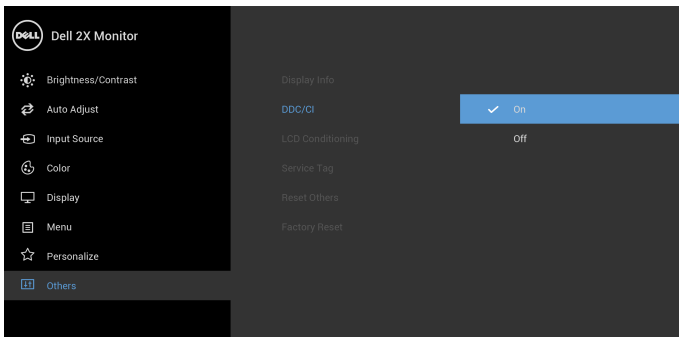 DELL Dell 2X Monitor
Brightness/Contrast
Auto Adjust
Input Source
Color
Display
Menu
Personalize
Others
Display Info
DDC/CI
LCD Conditioning
Service Tag
Reset Others
Factory Reset
On
Off